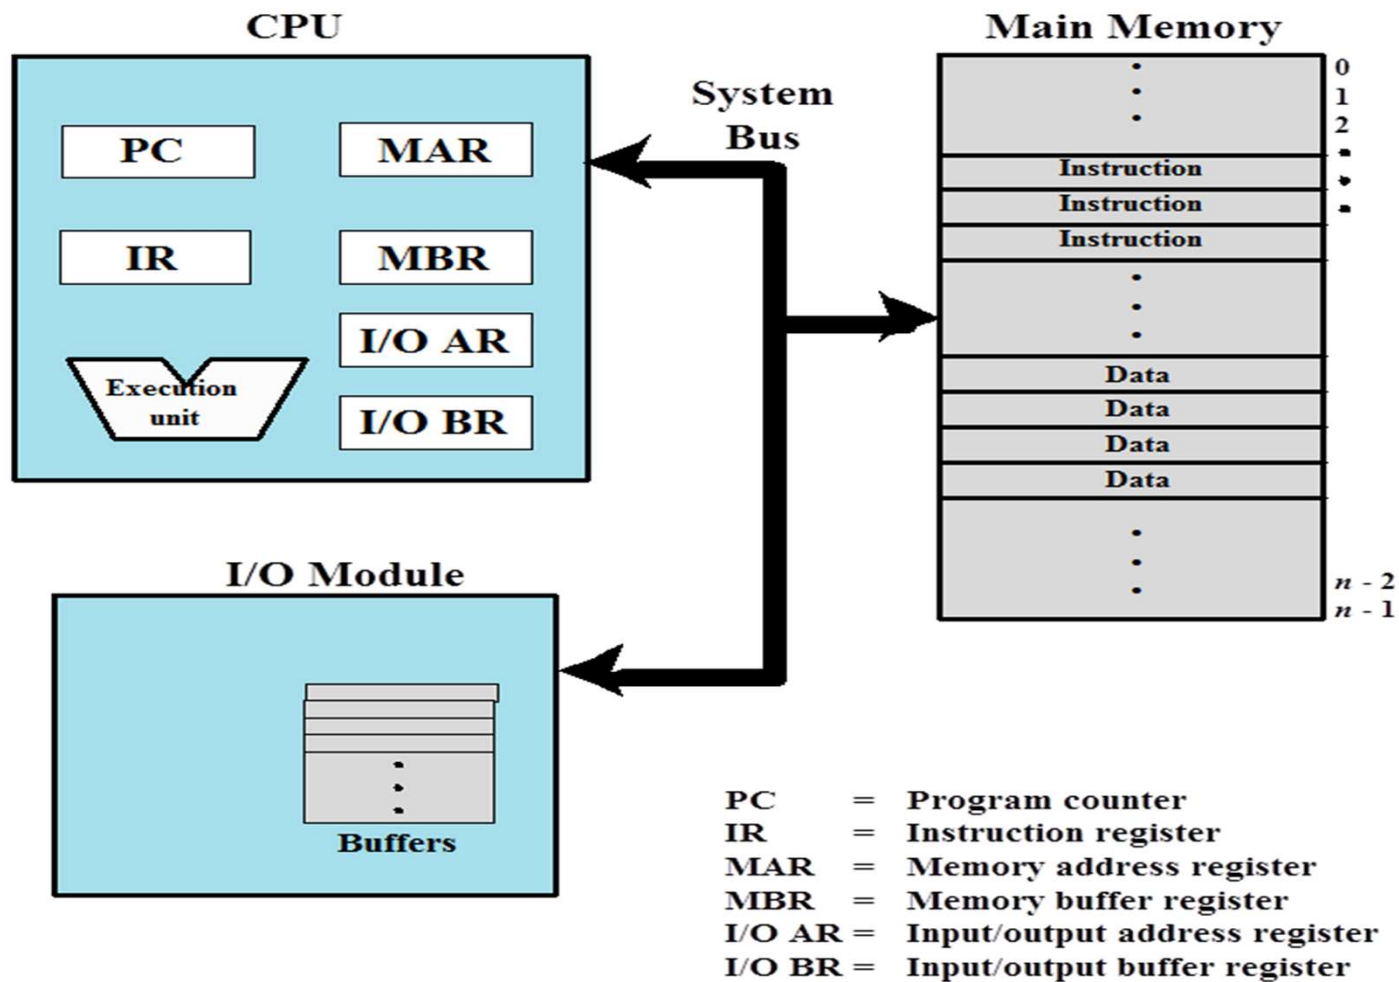 CPU
PC
MAR
IR
MBR
I/O AR
Execution
unit
I/O BR
System
Bus
Main Memory
0
1
2
Instruction
Instruction
Instruction
Data
Data
Data
Data
n - 2
n - 1
I/O Module
Buffers
PC = Program counter
IR = Instruction register
MAR = Memory address register
MBR = Memory buffer register
I/O AR = Input/output address register
I/O BR = Input/output buffer register